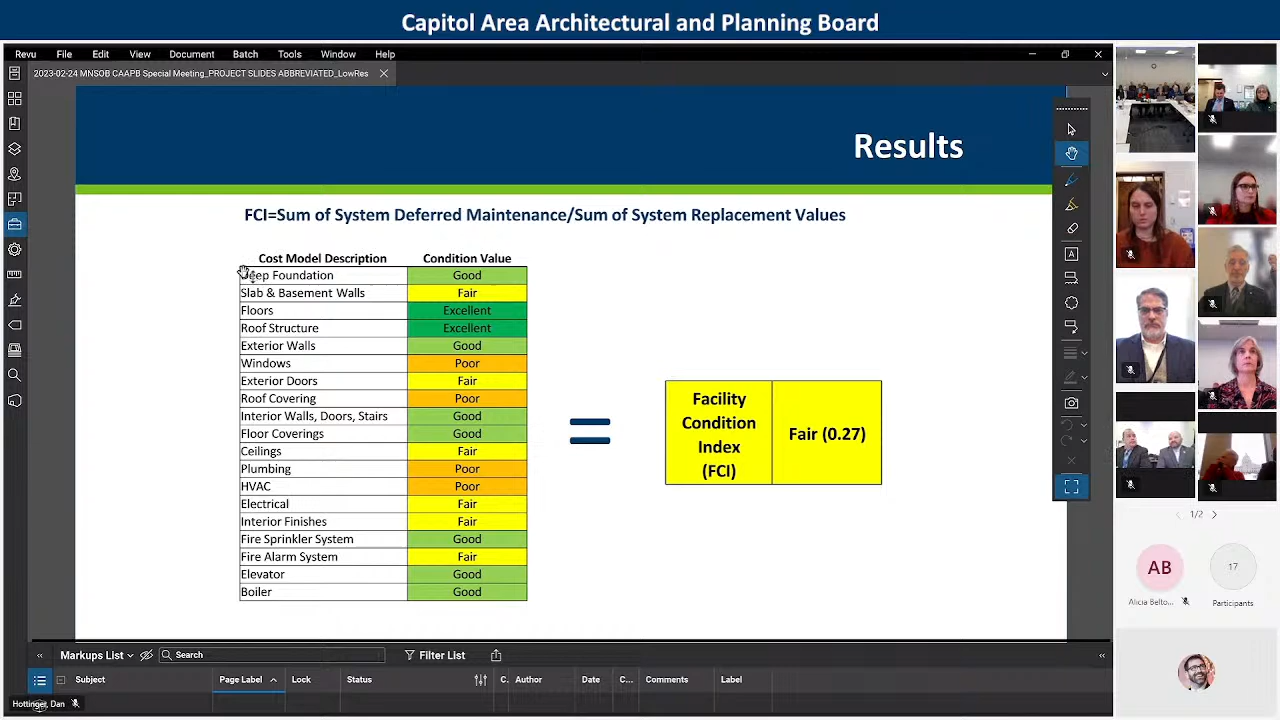 Capitol Area Architectural and Planning Board
Revu File Edit View Document Batch Tools Window Help
2023-02-24 MNSOB CAAPB Special Meeting_PROJECT SLIDES ABBREVIATED_LowRes
Results
FCI=Sum of System Deferred Maintenance/Sum of System Replacement Values
Cost Model Description Condition Value
Foundation Good
Slab & Basement Walls Fair
Floors Excellent
Roof Structure Excellent
Exterior Walls Good
Windows Poor
Exterior Doors Fair
Roof Covering Poor
Interior Walls, Doors, Stairs Good
Floor Coverings Good
Ceilings Fair
Plumbing Poor
HVAC Poor
Electrical Fair
Interior Finishes Fair
Fire Sprinkler System Good
Fire Alarm System Fair
Elevator Good
Boiler Good
=
Facility
Condition
Index
(FCI)
Fair (0.27)
1/2
AB
17
Alicia Belto...
Participants
Markups List
Search
Filter List
Subject Page Label Lock Status C. Author Date C... Comments Label
Hottinger, Dan